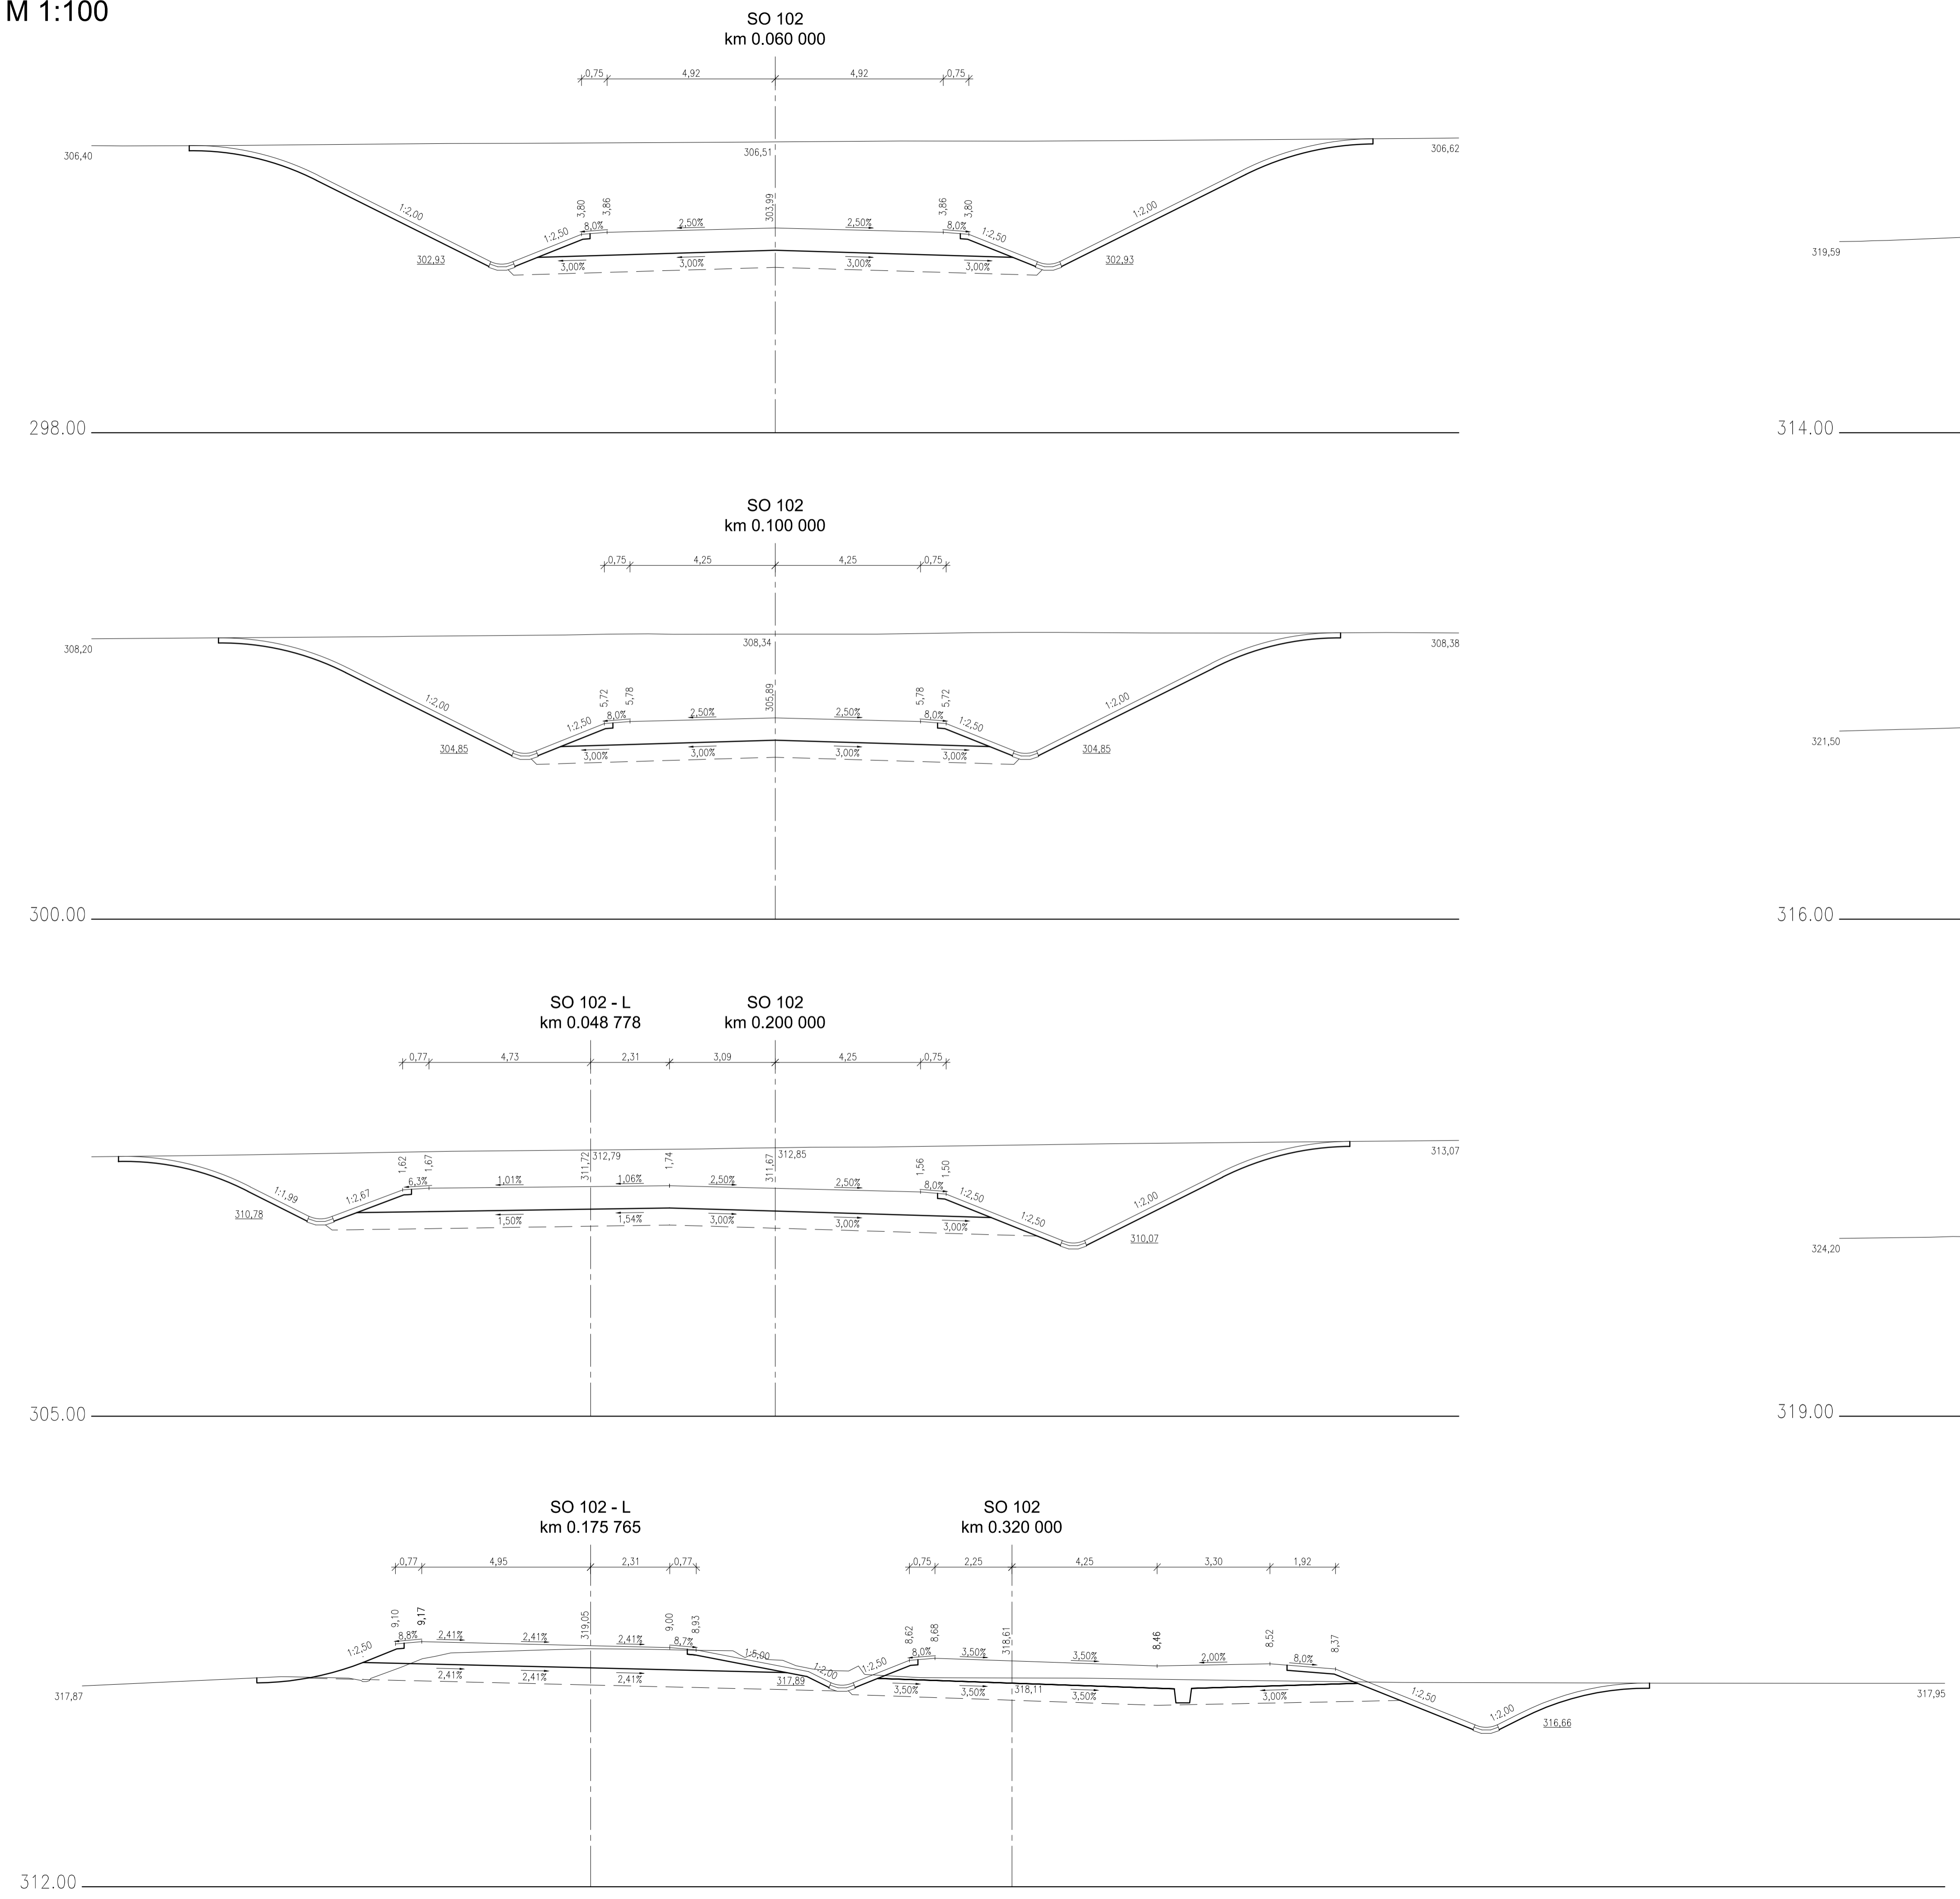 M 1:100
SO 102
km 0.060 000
0,75 4,92 4,92 0,75
306,40 306,51 306,62
3,80 3,86 303,99 3,86 3,80
1:2,00 1:2,50 8,0% 2,50% 2,50% 8,0% 1:2,50 1:2,00
302,93 302,93
3,00% 3,00% 3,00% 3,00%
298.00
319,59
314.00
SO 102
km 0.100 000
0,75 4,25 4,25 0,75
308,20 308,34 308,38
5,72 5,78 305,89 5,78 5,72
1:2,00 1:2,50 8,0% 2,50% 2,50% 8,0% 1:2,50 1:2,00
304,85 304,85
3,00% 3,00% 3,00% 3,00%
300.00
321,50
316.00
SO 102 - L SO 102
km 0.048 778 km 0.200 000
0,77 4,73 2,31 3,09 4,25 0,75
312,79 312,85 313,07
1,62 1,67 311,72 1,74 311,67 1,56 1,50
1:1,99 1:2,67 6,3% 1,01% 1,06% 2,50% 2,50% 8,0% 1:2,50 1:2,50 1:2,00
310,78 310,07
1,50% 1,54% 3,00% 3,00% 3,00%
305.00
324,20
319.00
SO 102 - L SO 102
km 0.175 765 km 0.320 000
0,77 4,95 2,31 0,77 0,75 2,25 4,25 3,30 1,92
9,10 9,17 319,05 9,00 8,93 8,62 8,68 318,61 8,46 8,52 8,37
1:2,50 8,8% 2,41% 2,41% 2,41% 8,7% 1:5,00 1:2,00 1:2,50 8,0% 3,50% 3,50% 2,00% 8,0% 1:2,50 1:2,00
317,87 317,89 318,11 316,66 317,95
2,41% 2,41% 2,41% 3,50% 3,50% 3,50% 3,00%
312.00